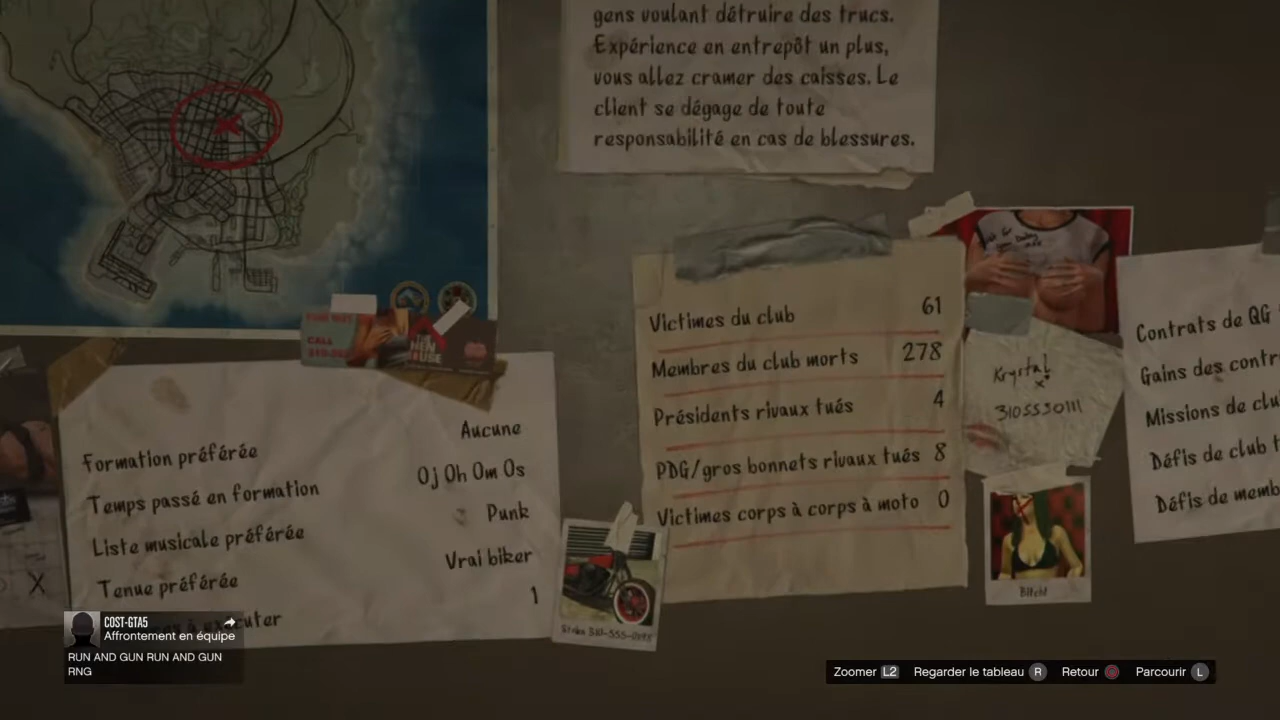 gens voulant détruire des trucs.
Expérience en entrepôt un plus,
vous allez cramer des caisses. Le
client se dégage de toute
responsabilité en cas de blessures.
Victimes du club 61
Membres du club morts 278
Présidents rivaux tués 4
PDG/gros bonnets rivaux tués 8
Victimes corps à corps à moto 0
Krystal
x
3105550111
Bitch!
Contrats de QG
Gains des contr
Missions de clu
Défis de club t
Défis de memb
CALL
Formation préférée Aucune
Temps passé en formation 0j 0h 0m 0s
Liste musicale préférée Punk
Tenue préférée Vrai biker
à exécuter 1
X
COST-GTA5
Affrontement en équipe
RUN AND GUN RUN AND GUN
RNG
Zoomer L2 Regarder le tableau R Retour Parcourir L